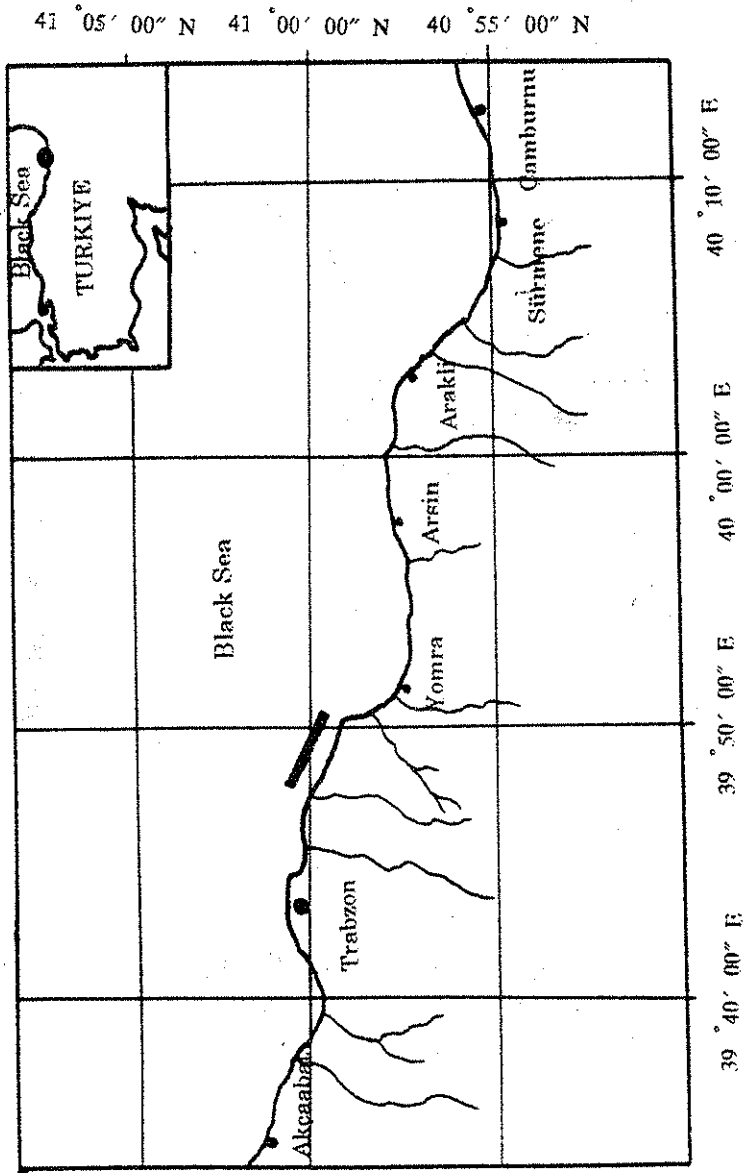 41 °05′ 00″ N
41 °00′ 00″ N
40 °55′ 00″ N
Black Sea
TURKIYE
Black Sea
Akçaabat
Trabzon
Yomra
Arsin
Arakli
Sürmene
Çamburnu
39 °40′ 00″ E
39 °50′ 00″ E
40 °00′ 00″ E
40 °10′ 00″ E